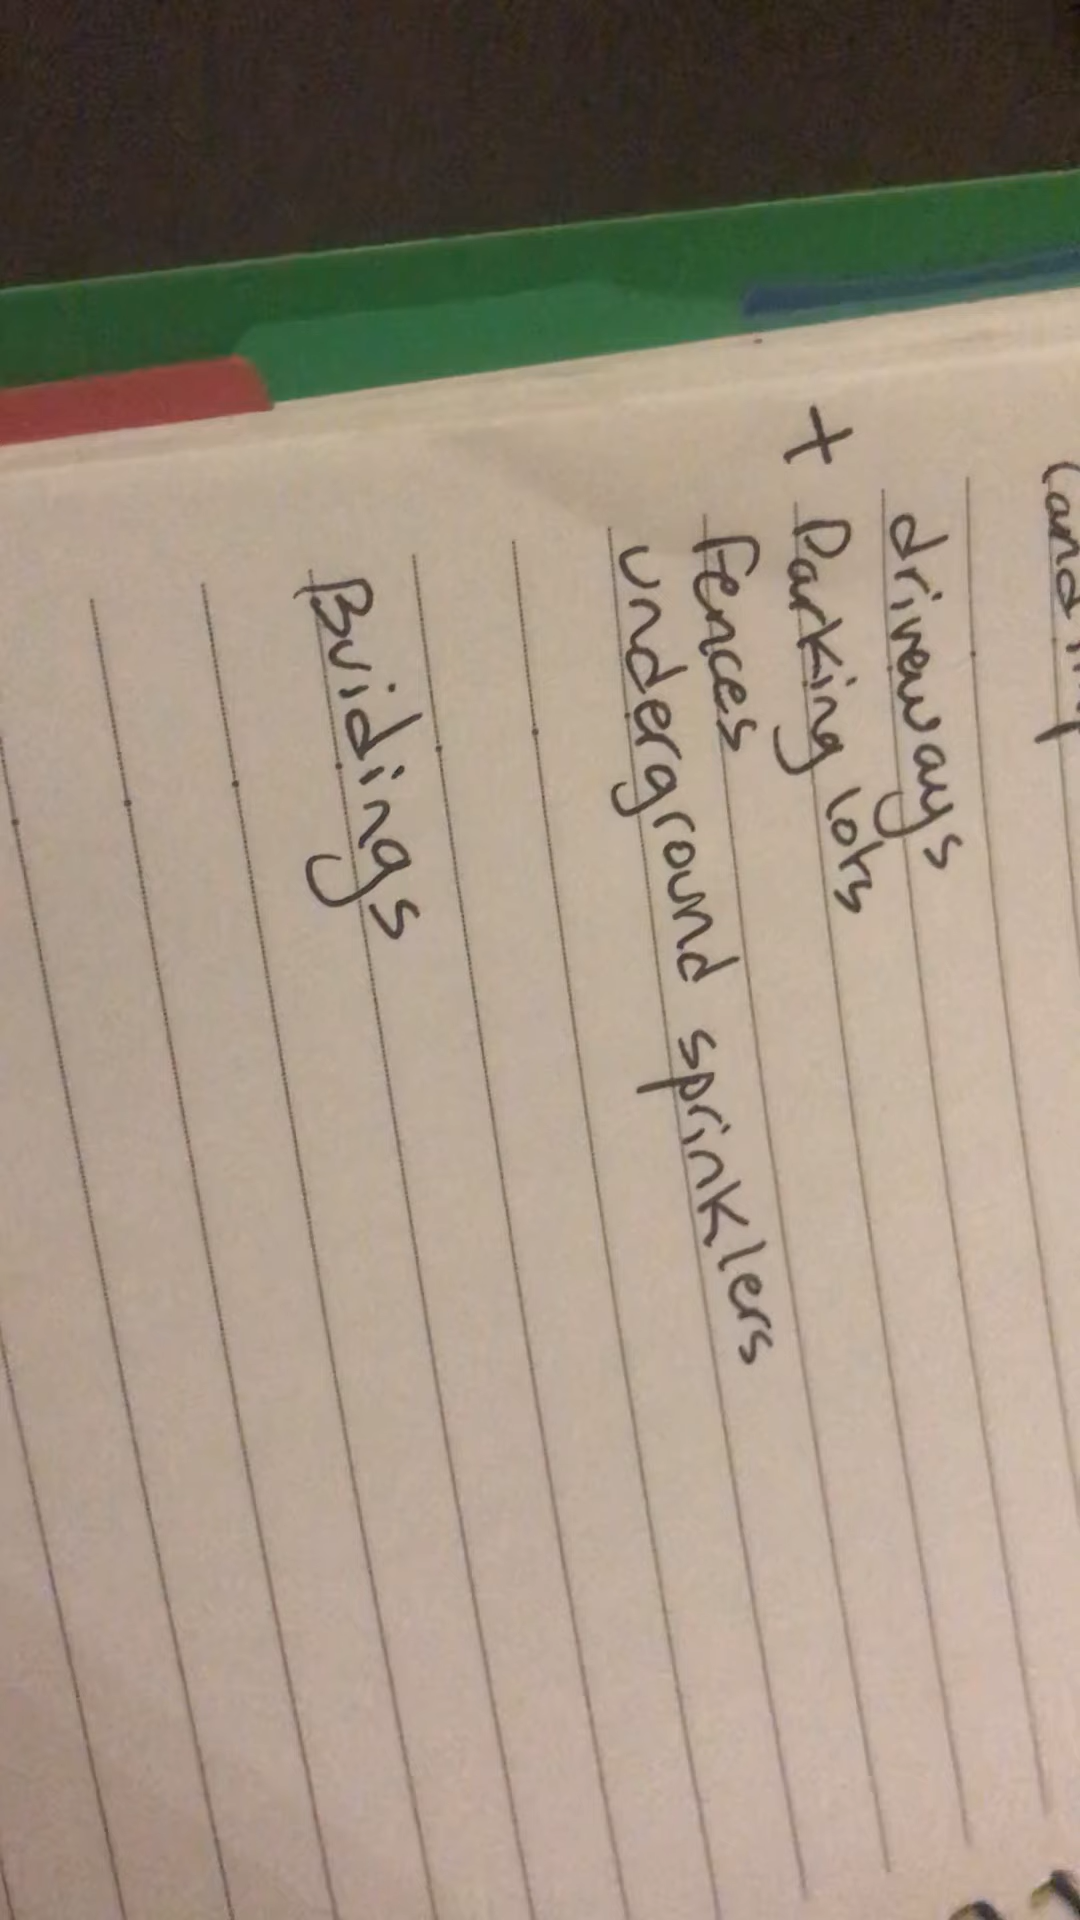 driveways
+ Parking lots
fences
underground sprinklers
Buidings